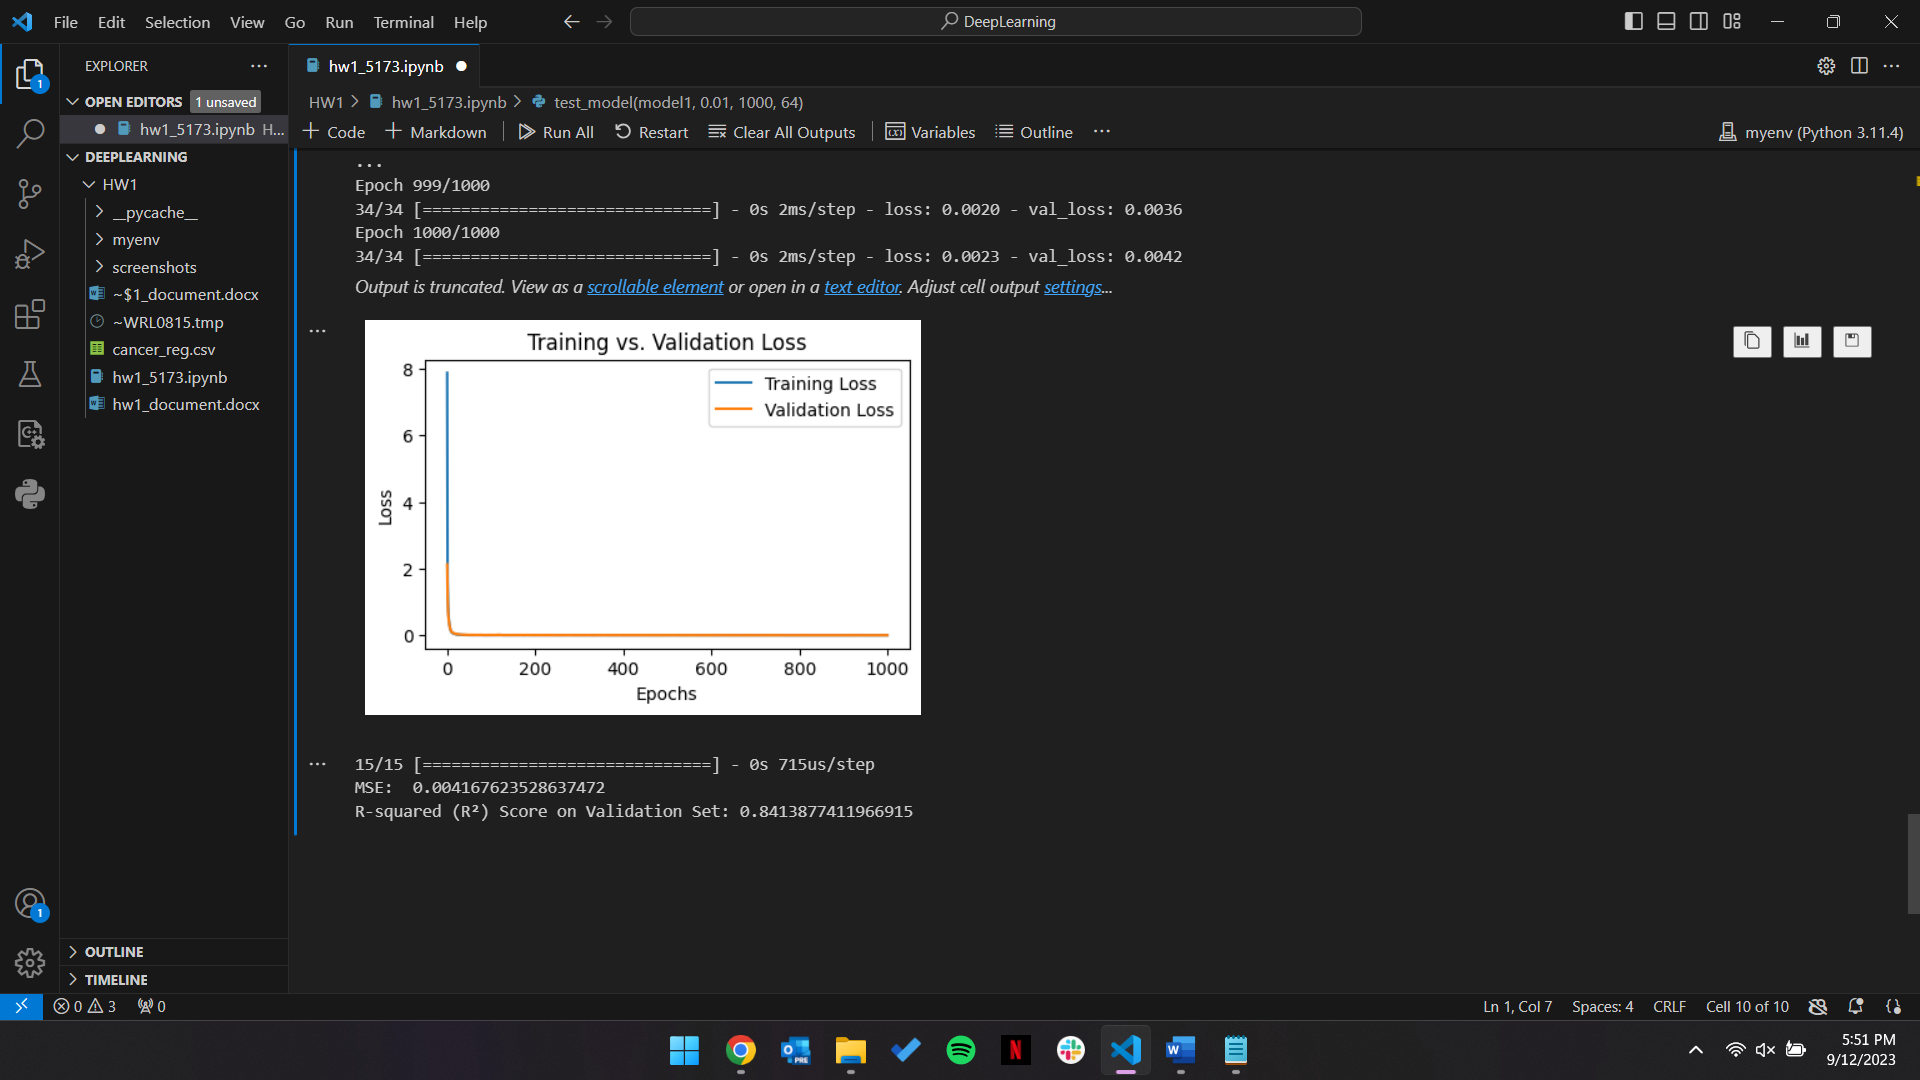 File Edit Selection View Go Run Terminal Help
DeepLearning
EXPLORER
OPEN EDITORS 1 unsaved
hw1_5173.ipynb H...
DEEPLEARNING
HW1
__pycache__
myenv
screenshots
~$1_document.docx
~WRL0815.tmp
cancer_reg.csv
hw1_5173.ipynb
hw1_document.docx
OUTLINE
TIMELINE
1
1
hw1_5173.ipynb
HW1 > hw1_5173.ipynb > test_model(model1, 0.01, 1000, 64)
+ Code + Markdown Run All Restart Clear All Outputs Variables Outline ...
myenv (Python 3.11.4)
...
Epoch 999/1000
34/34 [==============================] - 0s 2ms/step - loss: 0.0020 - val_loss: 0.0036
Epoch 1000/1000
34/34 [==============================] - 0s 2ms/step - loss: 0.0023 - val_loss: 0.0042
Output is truncated. View as a scrollable element or open in a text editor. Adjust cell output settings...
Training vs. Validation Loss
Training Loss
Validation Loss
Loss
8
6
4
2
0
0 200 400 600 800 1000
Epochs
15/15 [==============================] - 0s 715us/step
MSE:  0.004167623528637472
R-squared (R²) Score on Validation Set: 0.8413877411966915
0 3 0
Ln 1, Col 7 Spaces: 4 CRLF Cell 10 of 10
O PRE N W
5:51 PM
9/12/2023